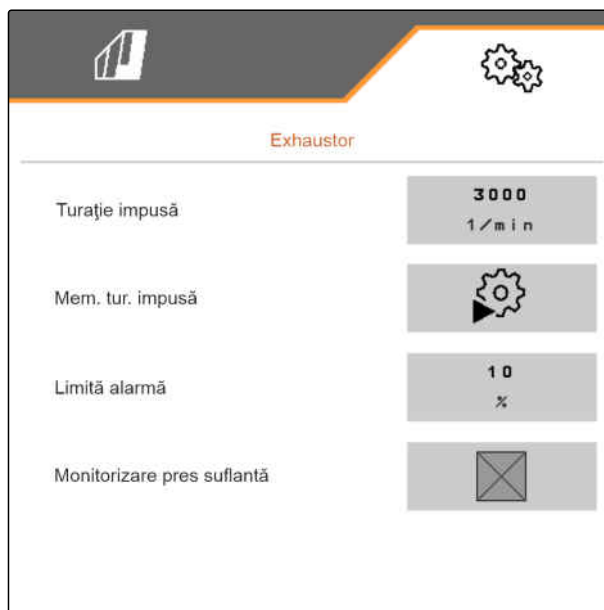 Exhaustor
Turaţie impusă
3000
1/min
Mem. tur. impusă
Limită alarmă
10
%
Monitorizare pres suflantă